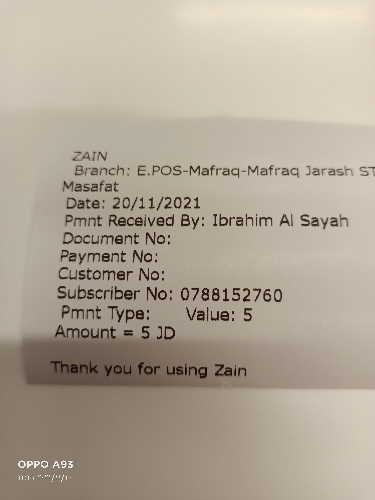 ZAIN
Branch: E.POS-Mafraq-Mafraq Jarash ST
Masafat
Date: 20/11/2021
Pmnt Received By: Ibrahim Al Sayah
Document No:
Payment No:
Customer No:
Subscriber No: 0788152760
Pmnt Type: Value: 5
Amount = 5 JD
Thank you for using Zain
OPPO A93